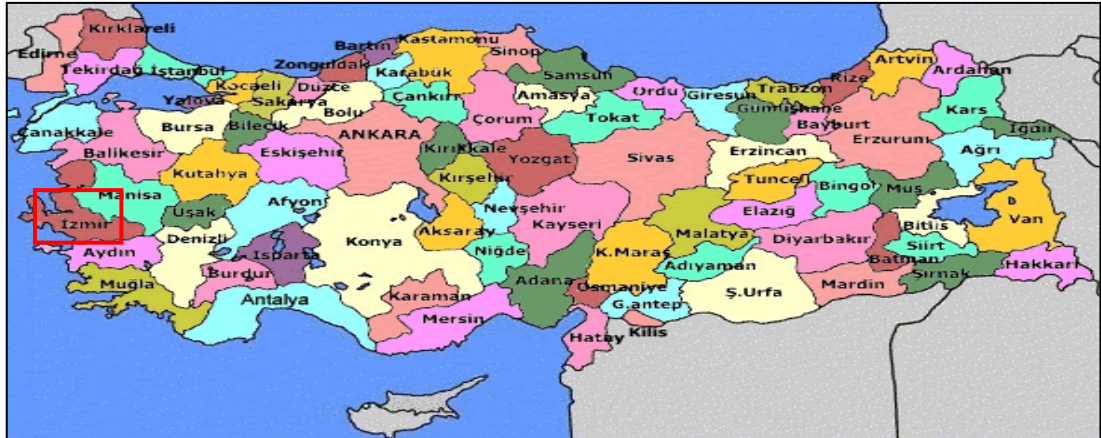 Kırklareli
Edirne
Tekirdağ
İstanbul
Kocaeli
Yalova
Sakarya
Düzce
Zonguldak
Bartın
Karabük
Kastamonu
Sinop
Samsun
Ordu
Giresun
Trabzon
Rize
Artvin
Ardahan
Kars
Iğdır
Ağrı
Gümüşhane
Bayburt
Erzurum
Çanakkale
Bursa
Bilecik
Bolu
Çankırı
Amasya
Tokat
Çorum
ANKARA
Kırıkkale
Yozgat
Sivas
Erzincan
Balikesir
Kutahya
Eskişehir
Kırşehir
Tunceli
Bingöl
Muş
Manisa
Uşak
Afyon
Nevşehir
Kayseri
Malatya
Elazığ
Bitlis
Van
İzmir
Denizli
Isparta
Konya
Aksaray
Niğde
K.Maraş
Adıyaman
Diyarbakır
Batman
Siirt
Şırnak
Hakkari
Aydın
Muğla
Burdur
Antalya
Karaman
Mersin
Adana
Osmaniye
G.antep
Ş.Urfa
Mardin
Hatay
Kilis